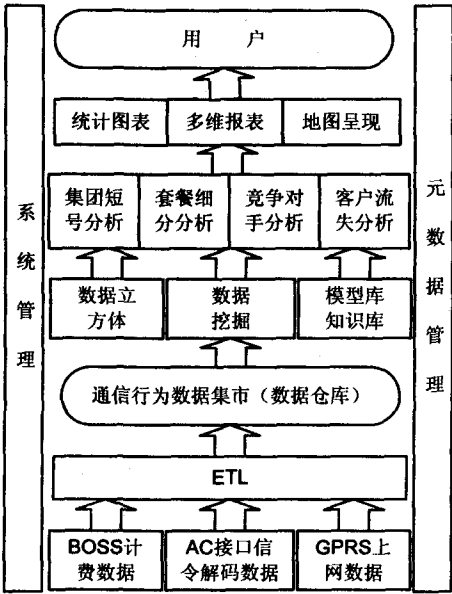 用 户
统计图表 多维报表 地图呈现
集团短 套餐细 竞争对 客户流
号分析 分分析 手分析 失分析
数据立 数据 模型库
方体 挖掘 知识库
通信行为数据集市（数据仓库）
ETL
BOSS计 AC接口信 GPRS上
费数据 令解码数据 网数据
系统管理
元数据管理